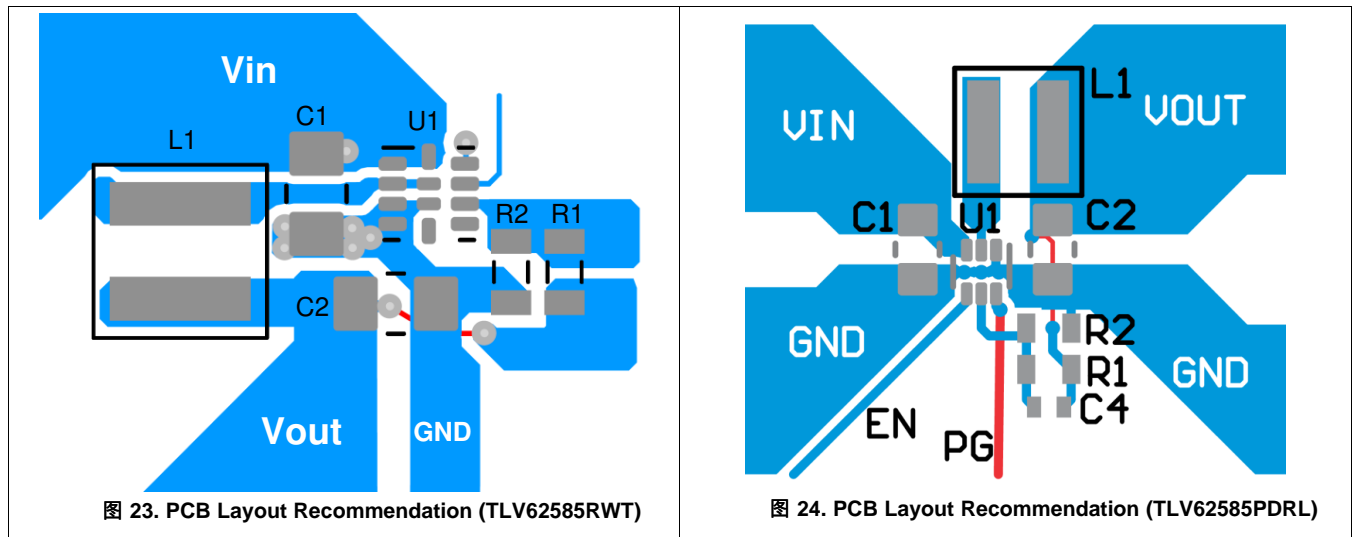 Vin
C1
U1
L1
R2
R1
C2
Vout
GND
图 23. PCB Layout Recommendation (TLV62585RWT)
L1
VIN
VOUT
C1
U1
C2
GND
R2
R1
GND
C4
EN
PG
图 24. PCB Layout Recommendation (TLV62585PDRL)